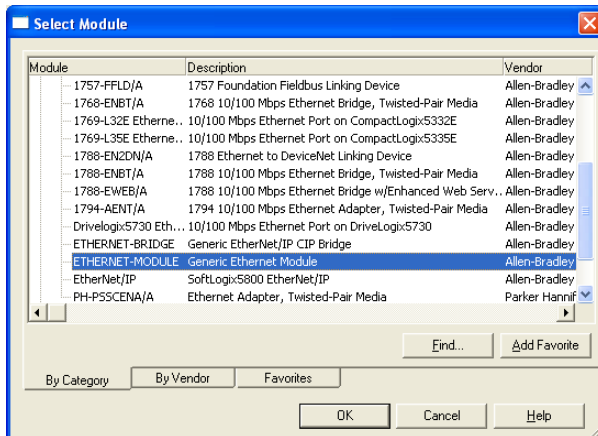 Select Module
Module Description Vendor
1757-FFLD/A 1757 Foundation Fieldbus Linking Device Allen-Bradley
1768-ENBT/A 1768 10/100 Mbps Ethernet Bridge, Twisted-Pair Media Allen-Bradley
1769-L32E Etherne... 10/100 Mbps Ethernet Port on CompactLogix5332E Allen-Bradley
1769-L35E Etherne... 10/100 Mbps Ethernet Port on CompactLogix5335E Allen-Bradley
1788-EN2DN/A 1788 Ethernet to DeviceNet Linking Device Allen-Bradley
1788-ENBT/A 1788 10/100 Mbps Ethernet Bridge, Twisted-Pair Media Allen-Bradley
1788-EWEB/A 1788 10/100 Mbps Ethernet Bridge w/Enhanced Web Serv... Allen-Bradley
1794-AENT/A 1794 10/100 Mbps Ethernet Adapter, Twisted-Pair Media Allen-Bradley
Drivelogix5730 Eth... 10/100 Mbps Ethernet Port on DriveLogix5730 Allen-Bradley
ETHERNET-BRIDGE Generic EtherNet/IP CIP Bridge Allen-Bradley
ETHERNET-MODULE Generic Ethernet Module Allen-Bradley
EtherNet/IP SoftLogix5800 EtherNet/IP Allen-Bradley
PH-PSSCENA/A Ethernet Adapter, Twisted-Pair Media Parker Hannif
Find... Add Favorite
By Category By Vendor Favorites
OK Cancel Help